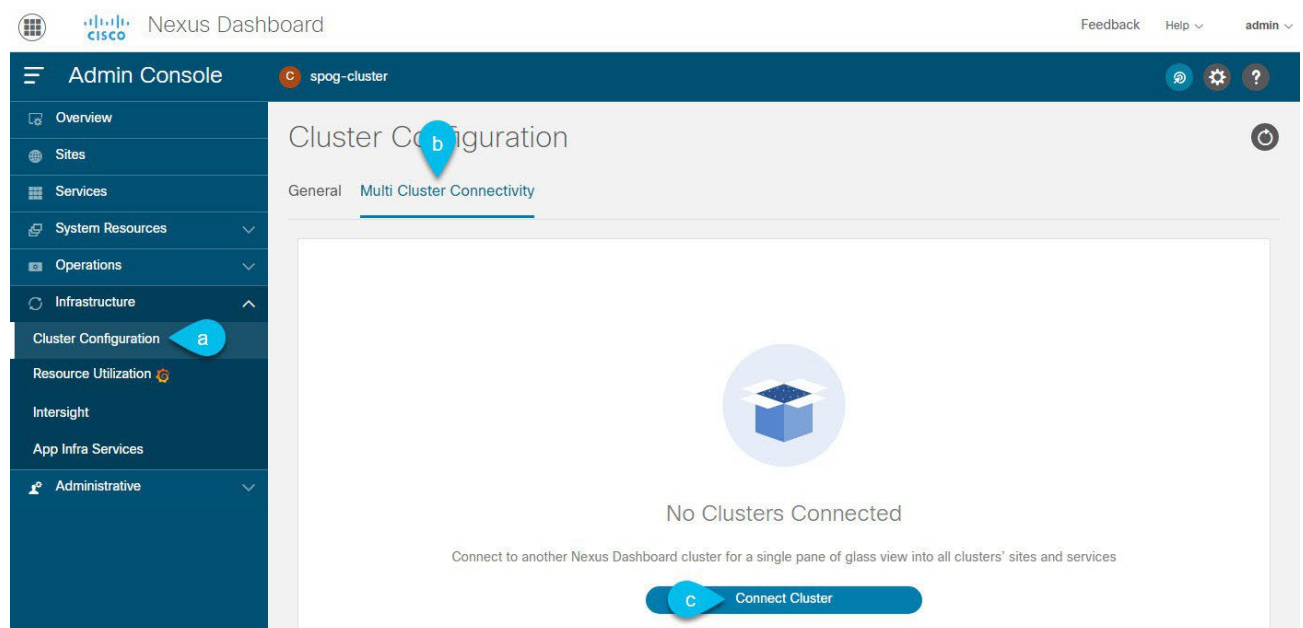 CISCO Nexus Dashboard Feedback Help admin
Admin Console C spog-cluster ?
Overview
Sites
Services
System Resources
Operations
Infrastructure
Cluster Configuration a
Resource Utilization
Intersight
App Infra Services
Administrative
Cluster Configuration
b
General Multi Cluster Connectivity
No Clusters Connected
Connect to another Nexus Dashboard cluster for a single pane of glass view into all clusters' sites and services
c Connect Cluster